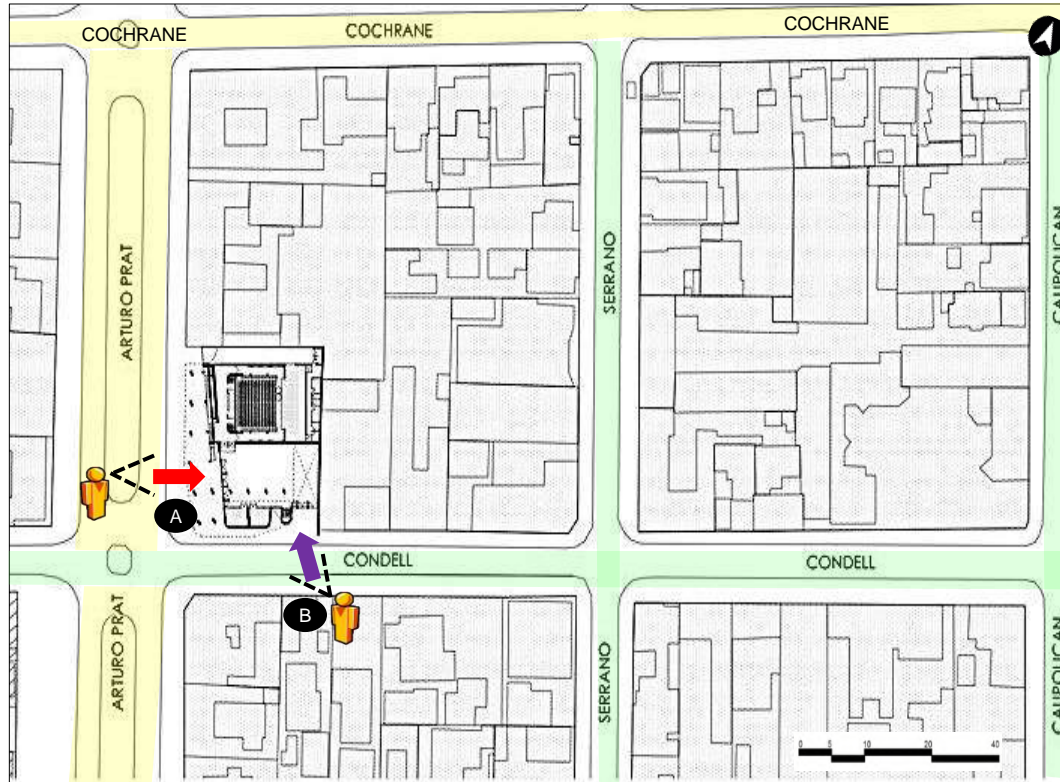 COCHRANE
COCHRANE
COCHRANE
ARTURO PRAT
SERRANO
CAUPOLICAN
A
CONDELL
CONDELL
B
ARTURO PRAT
SERRANO
CAUPOLICAN
0 5 10 20 40